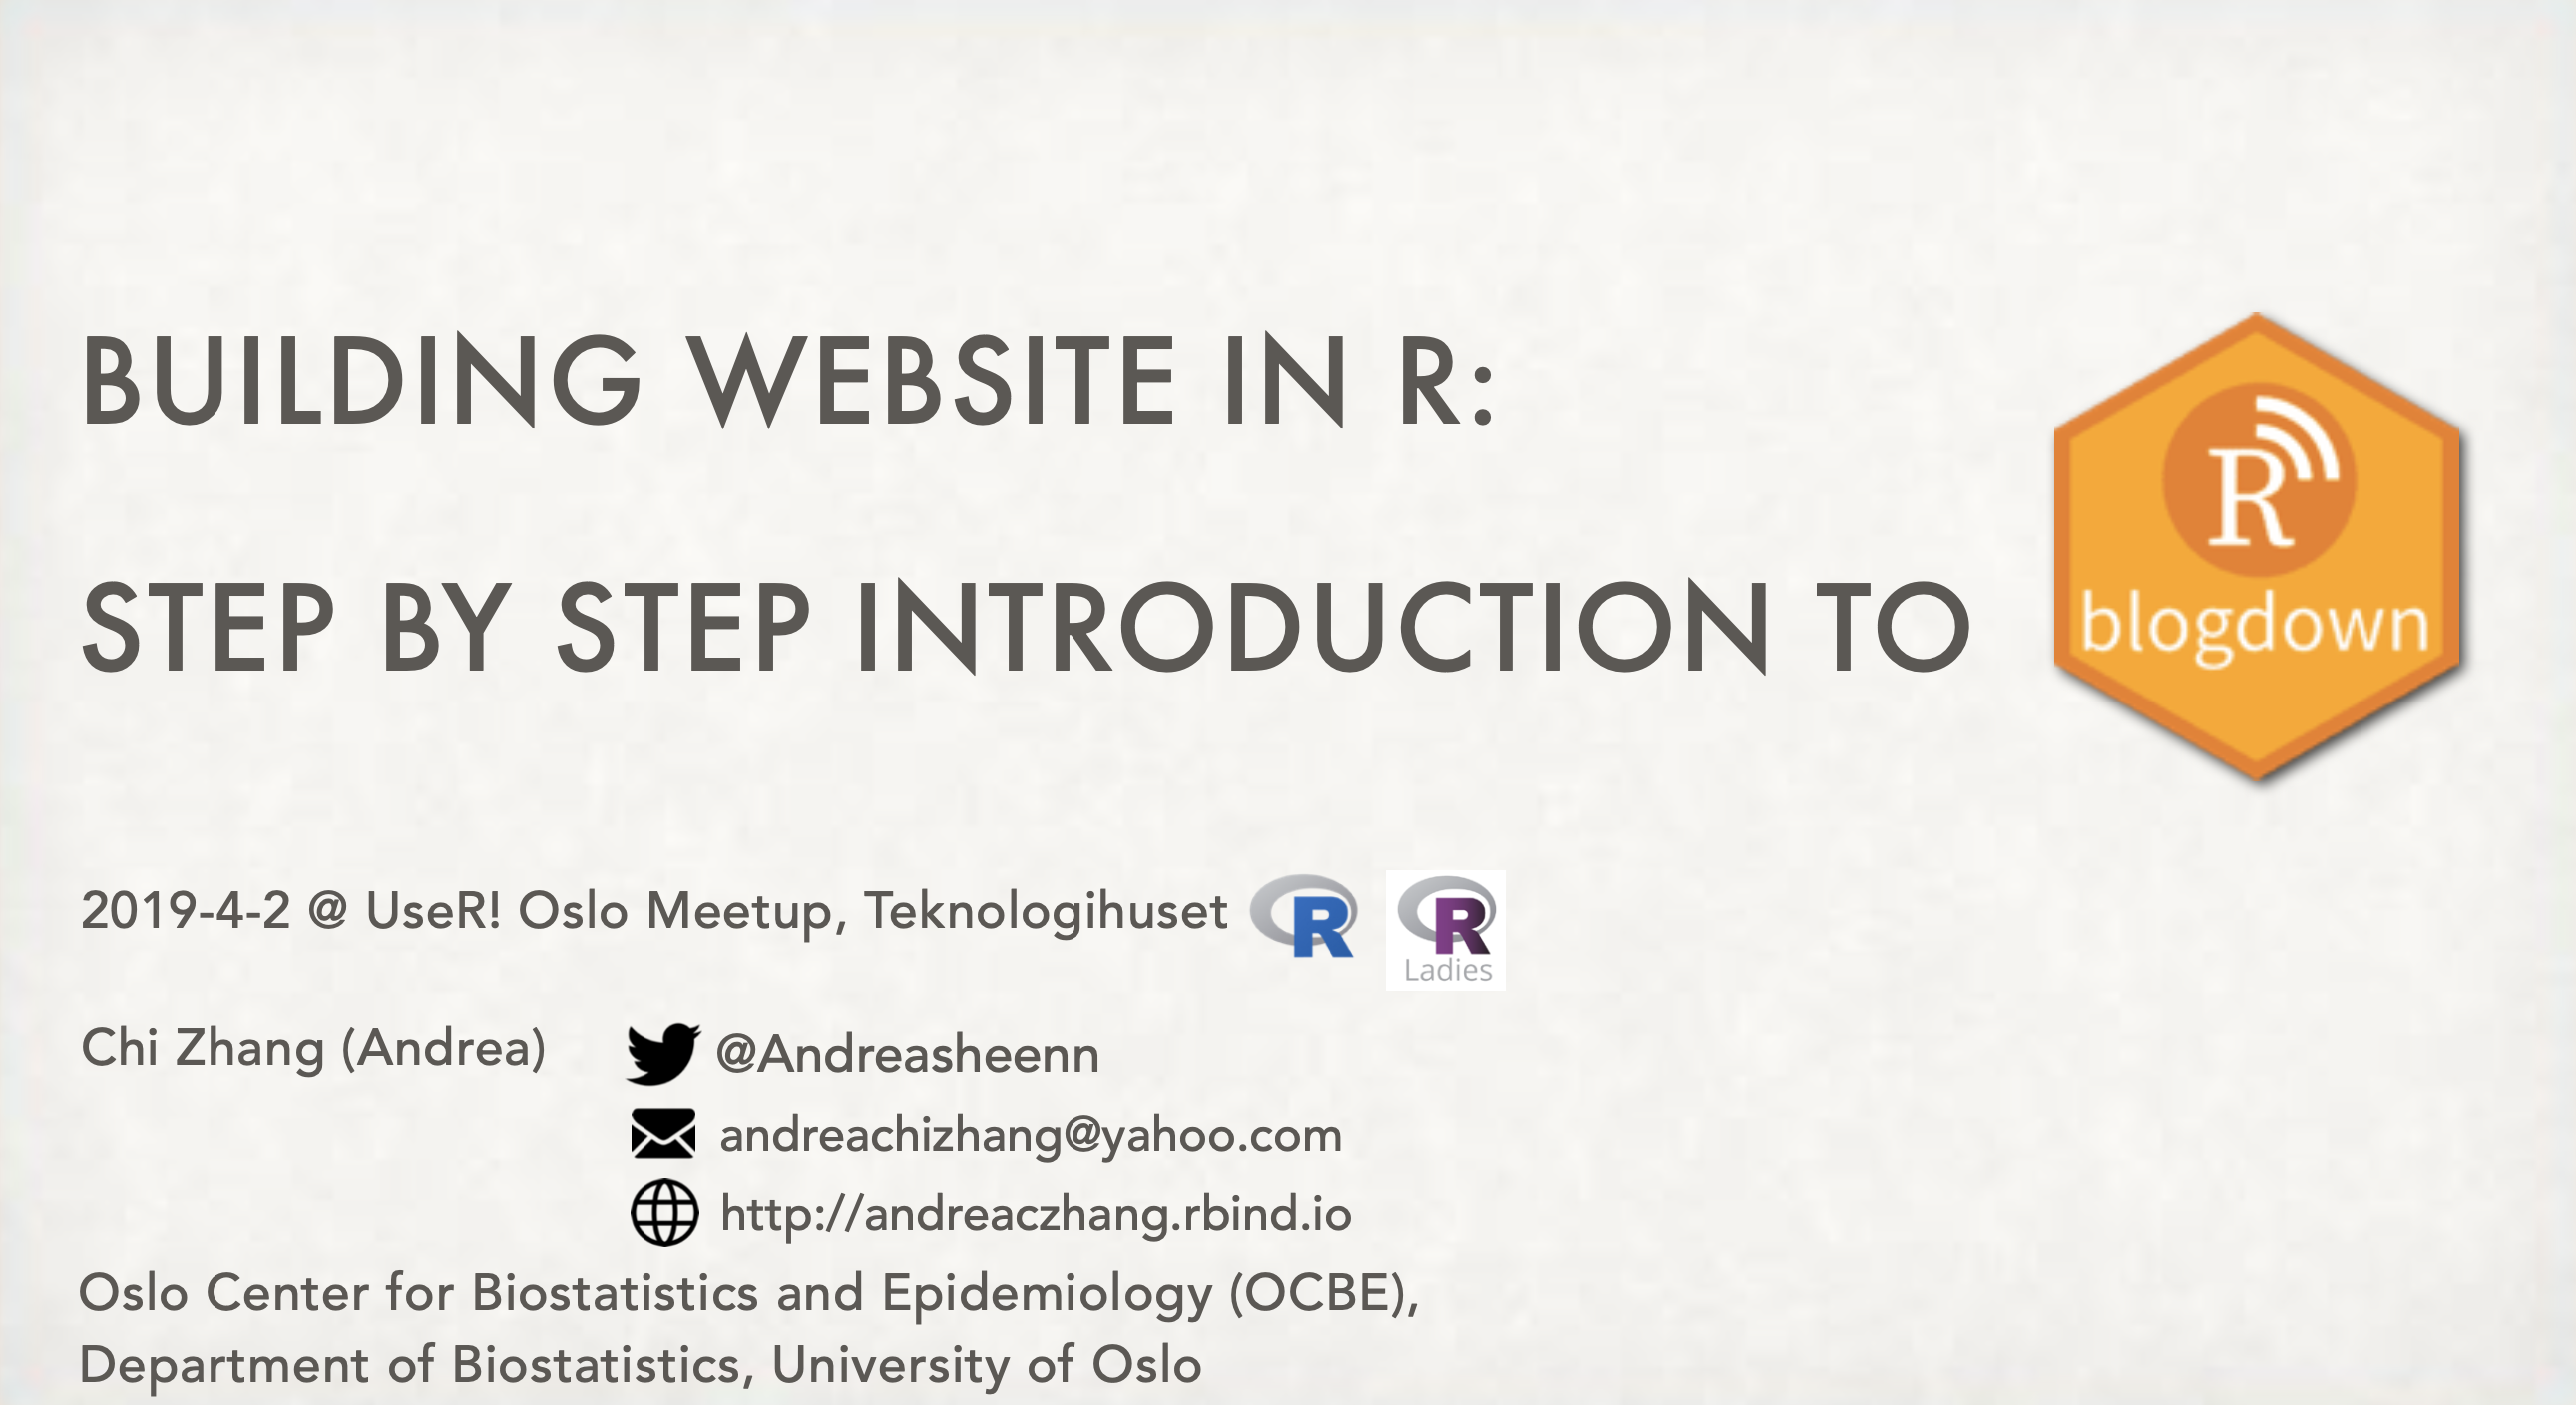 BUILDING WEBSITE IN R:
STEP BY STEP INTRODUCTION TO
R
blogdown
2019-4-2 @ UseR! Oslo Meetup, Teknologihuset
R
R
Ladies
Chi Zhang (Andrea)
@Andreasheenn
andreachizhang@yahoo.com
http://andreaczhang.rbind.io
Oslo Center for Biostatistics and Epidemiology (OCBE),
Department of Biostatistics, University of Oslo